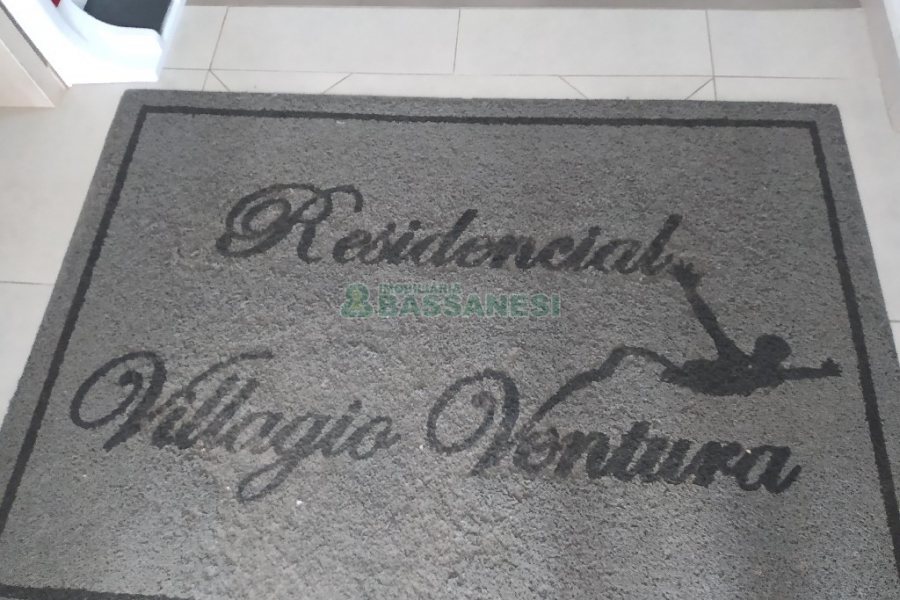 Residencial
IMOBILIÁRIA
BASSANESI
Villagio Ventura